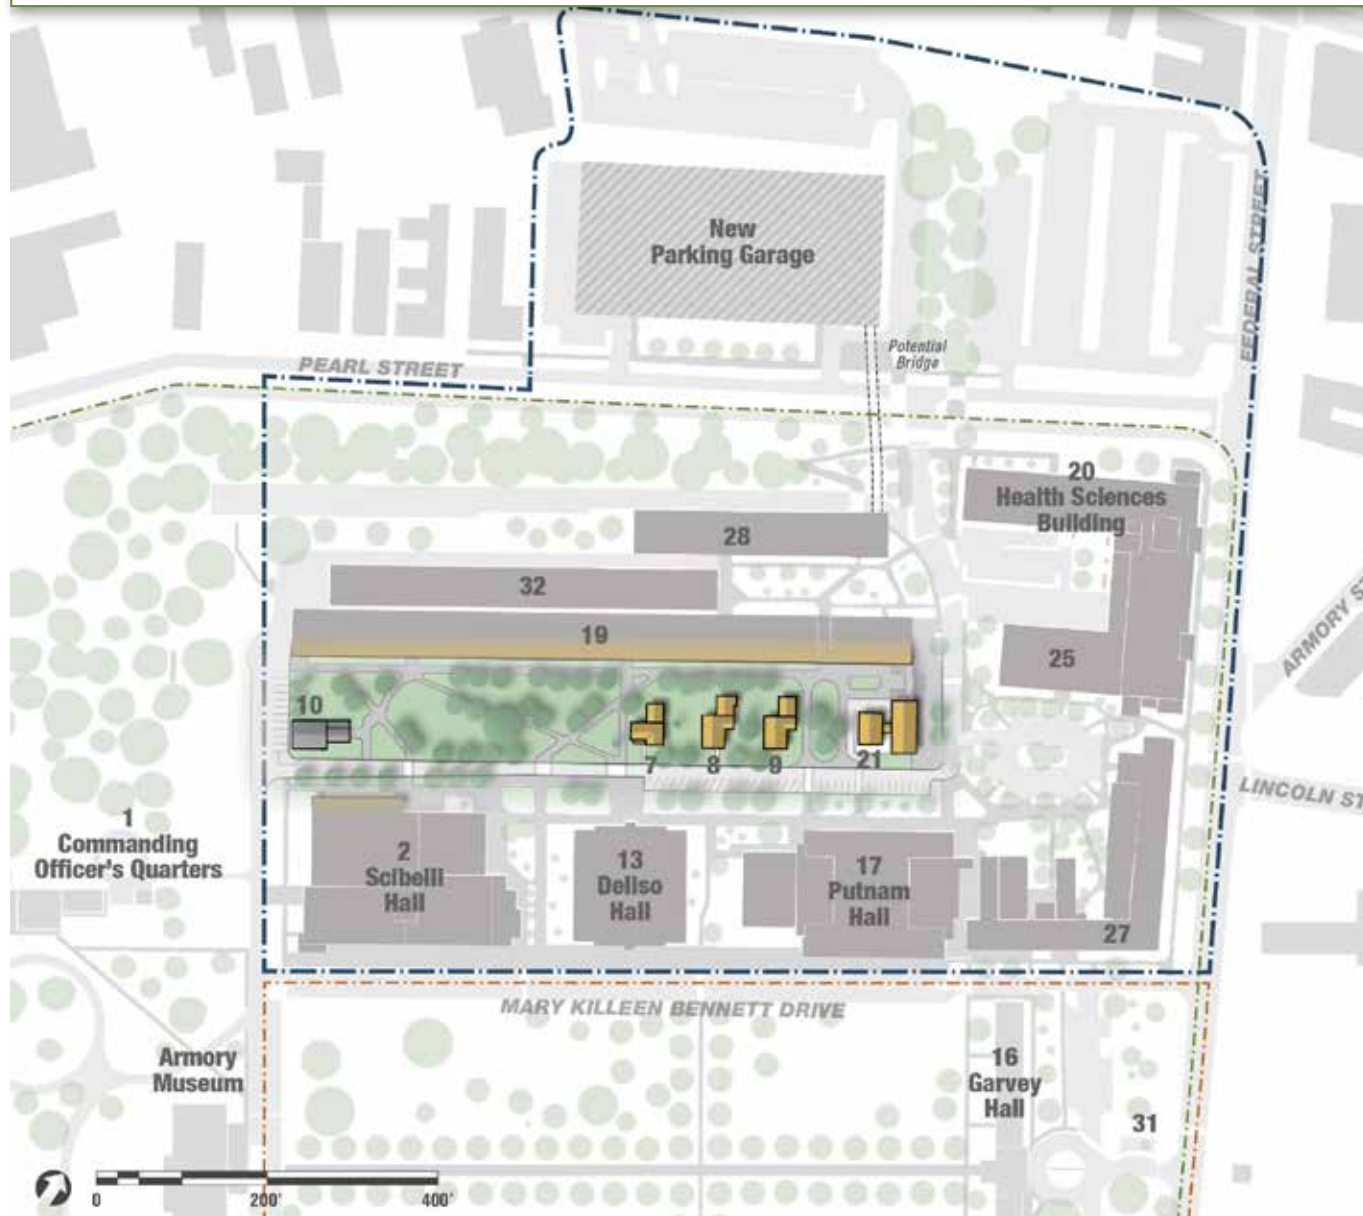 New
Parking Garage
FEDERAL STREET
Potential
Bridge
PEARL STREET
20
Health Sciences
Building
28
32
19
25
ARMORY ST
10
7
8
9
21
LINCOLN ST
1
Commanding
Officer's Quarters
2
Scibelli
Hall
13
Deliso
Hall
17
Putnam
Hall
27
MARY KILLEEN BENNETT DRIVE
Armory
Museum
16
Garvey
Hall
31
0
200'
400'